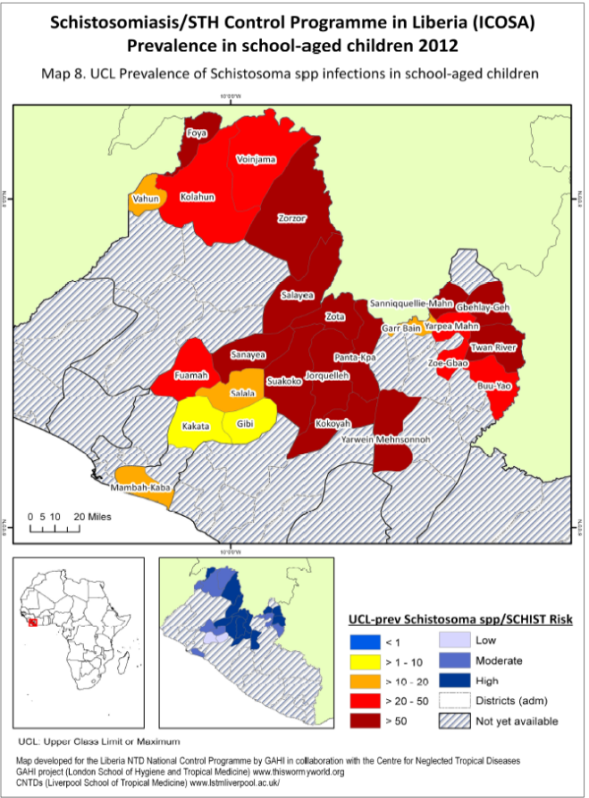 Schistosomiasis/STH Control Programme in Liberia (ICOSA)
Prevalence in school-aged children 2012
Map 8. UCL Prevalence of Schistosoma spp infections in school-aged children
10°0'0"W
Foya
Voinjama
Vahun
Kolahun
Zorzor
Salayea
Sanniqquellie-Mahn
Gbehlay-Geh
Zota
Garr Bain
Yarpea Mahn
Twan River
Sanayea
Panta-Kpa
Zoe-Gbao
Fuamah
Suakoko
Jorquelleh
Buu-Yao
Salala
Kakata
Gibi
Kokoyah
Yarwein Mehnsonnoh
Mambah-Kaba
0 5 10 20 Miles
10°0'0"W
UCL-prev Schistosoma spp/SCHIST Risk
< 1 Low
> 1 - 10 Moderate
> 10 - 20 High
> 20 - 50 Districts (adm)
> 50 Not yet available
UCL: Upper Class Limit or Maximum
Map developed for the Liberia NTD National Control Programme by GAHI in collaboration with the Centre for Neglected Tropical Diseases
GAHI project (London School of Hygiene and Tropical Medicine) www.thiswormyworld.org
CNTDs (Liverpool School of Tropical Medicine) www.lstmliverpool.ac.uk/